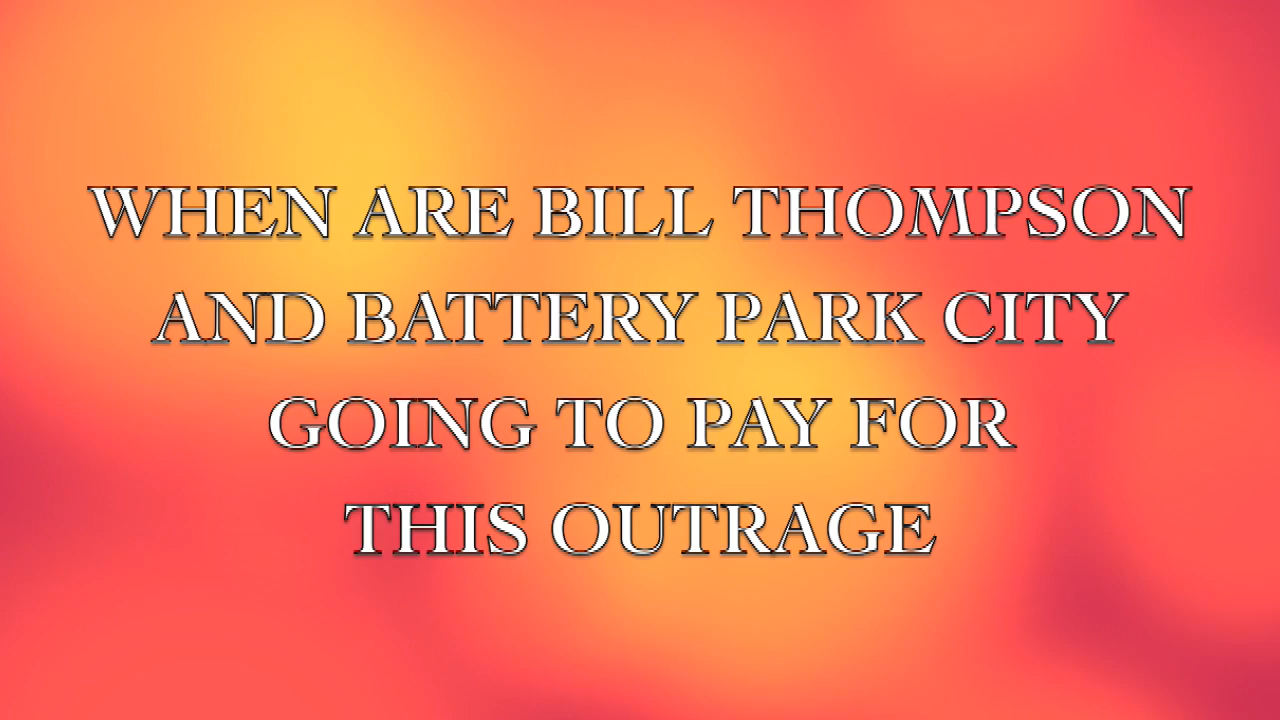 WHEN ARE BILL THOMPSON
AND BATTERY PARK CITY
GOING TO PAY FOR
THIS OUTRAGE